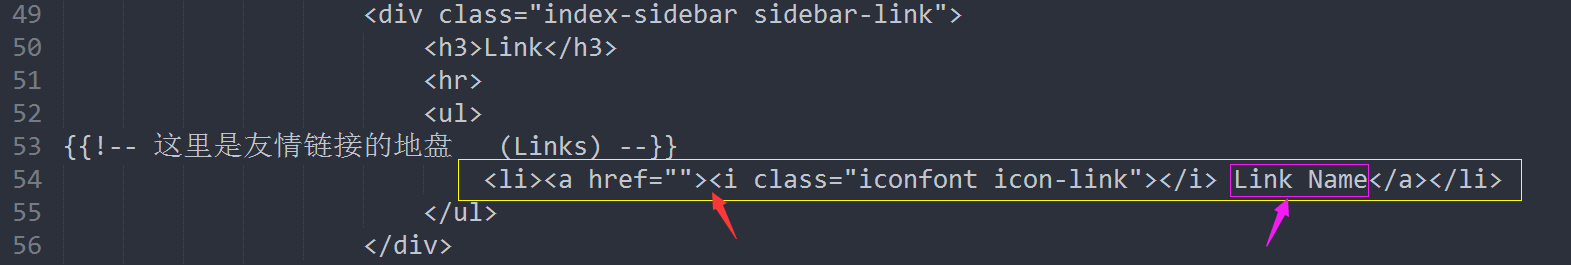 49 <div class="index-sidebar sidebar-link">
50 <h3>Link</h3>
51 <hr>
52 <ul>
53 {{!-- 这里是友情链接的地盘 (Links) --}}
54 <li><a href=""><i class="iconfont icon-link"></i> Link Name</a></li>
55 </ul>
56 </div>